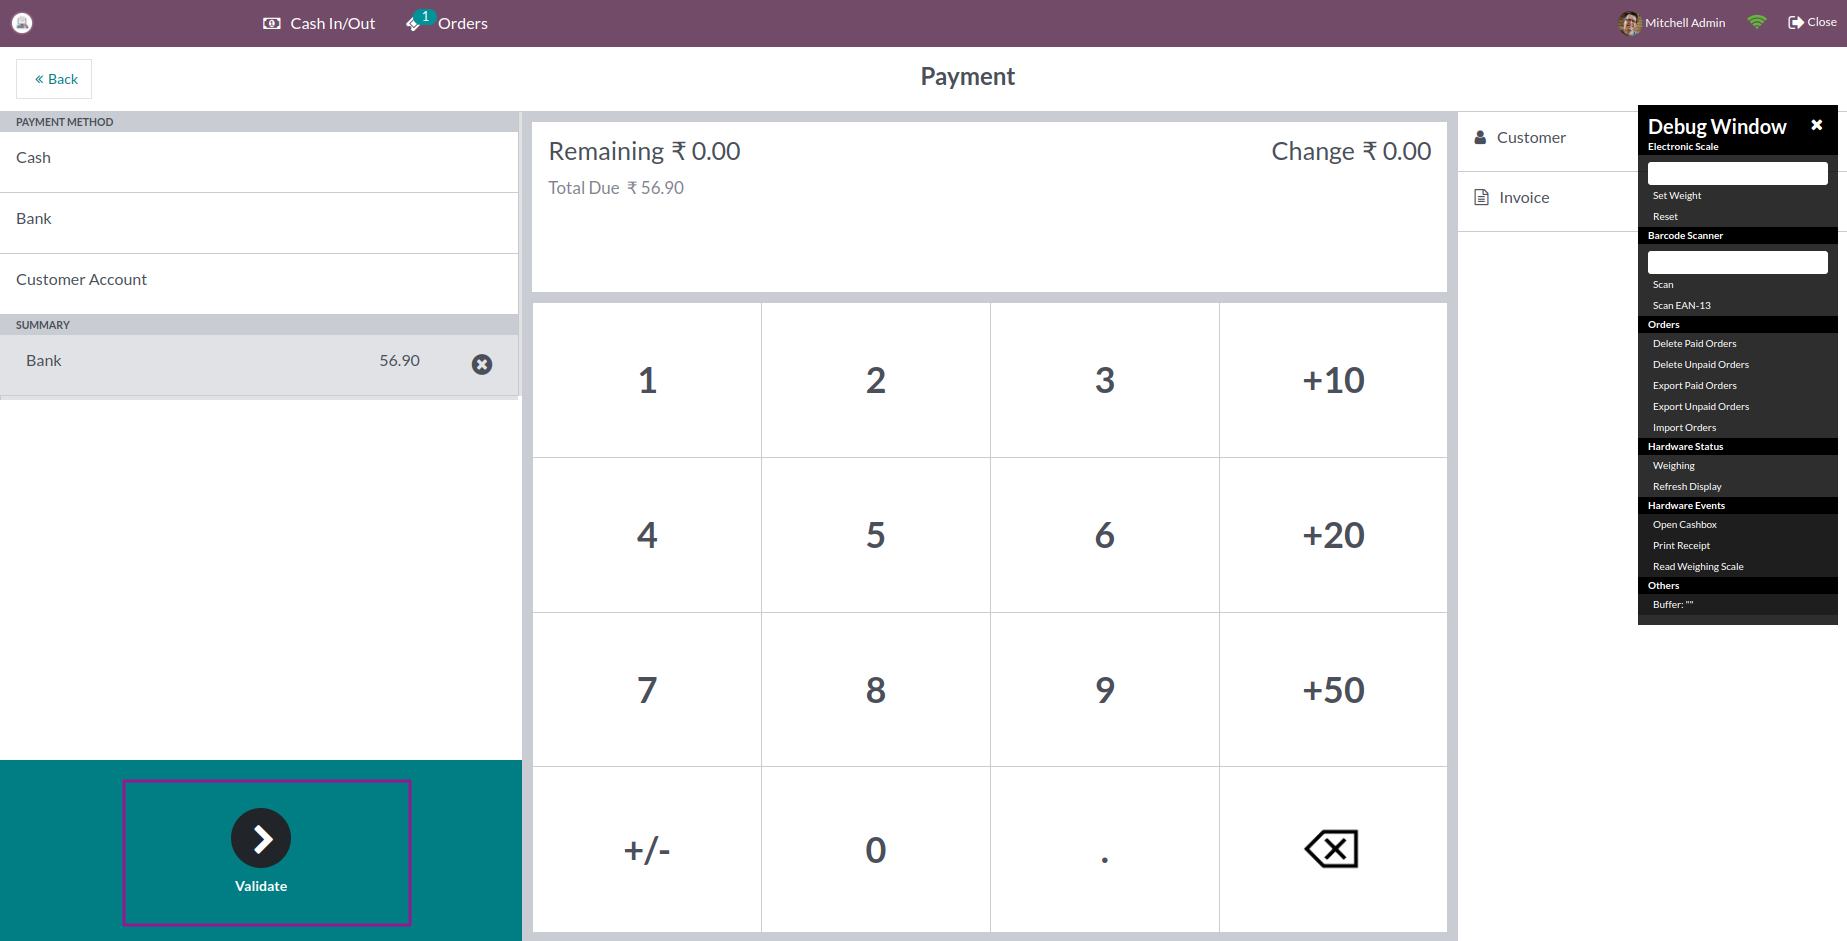 Cash In/Out
1
Orders
Mitchell Admin
Close
« Back
Payment
PAYMENT METHOD
Cash
Bank
Customer Account
SUMMARY
Bank 56.90
Validate
Remaining ₹ 0.00
Change ₹ 0.00
Total Due ₹ 56.90
1 2 3 +10
4 5 6 +20
7 8 9 +50
+/- 0 .
Customer
Invoice
Debug Window
Electronic Scale
Set Weight
Reset
Barcode Scanner
Scan
Scan EAN-13
Orders
Delete Paid Orders
Delete Unpaid Orders
Export Paid Orders
Export Unpaid Orders
Import Orders
Hardware Status
Weighing
Refresh Display
Hardware Events
Open Cashbox
Print Receipt
Read Weighing Scale
Others
Buffer: ""